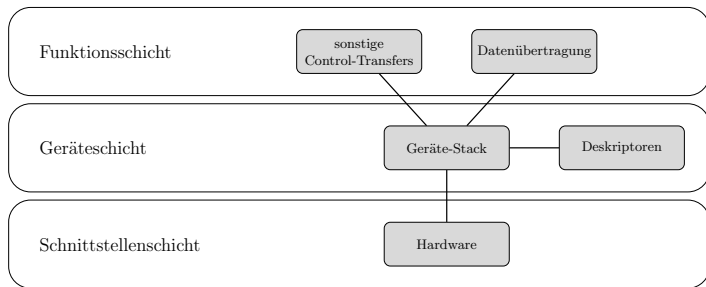 Funktionsschicht
sonstige
Control-Transfers
Datenübertragung
Geräteschicht
Geräte-Stack
Deskriptoren
Schnittstellenschicht
Hardware